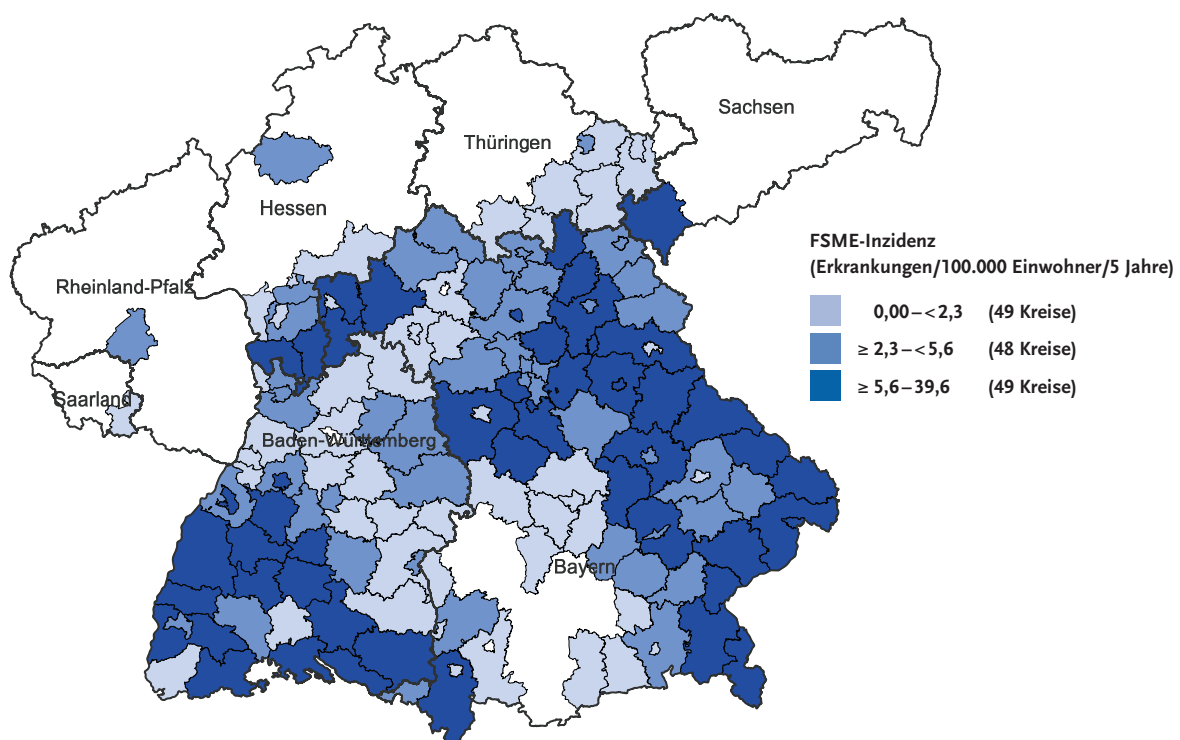 Sachsen
Thüringen
Hessen
Rheinland-Pfalz
Saarland
Baden-Württemberg
Bayern
FSME-Inzidenz
(Erkrankungen/100.000 Einwohner/5 Jahre)
0,00–<2,3 (49 Kreise)
≥ 2,3–<5,6 (48 Kreise)
≥ 5,6–39,6 (49 Kreise)